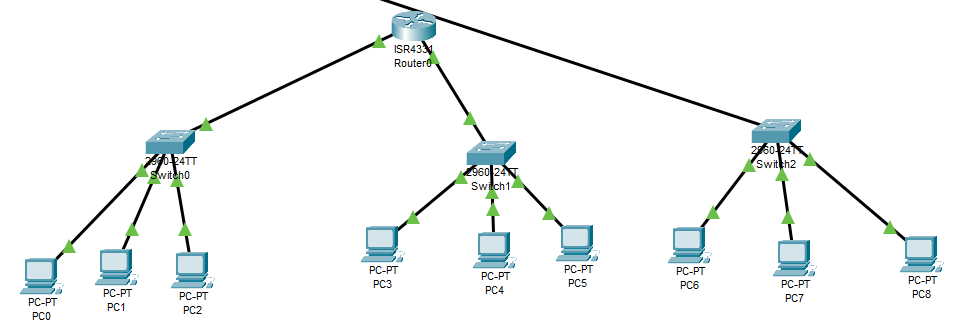 ISR4331
Router0
2960-24TT
Switch0
2960-24TT
Switch1
2960-24TT
Switch2
PC-PT
PC0
PC-PT
PC1
PC-PT
PC2
PC-PT
PC3
PC-PT
PC4
PC-PT
PC5
PC-PT
PC6
PC-PT
PC7
PC-PT
PC8